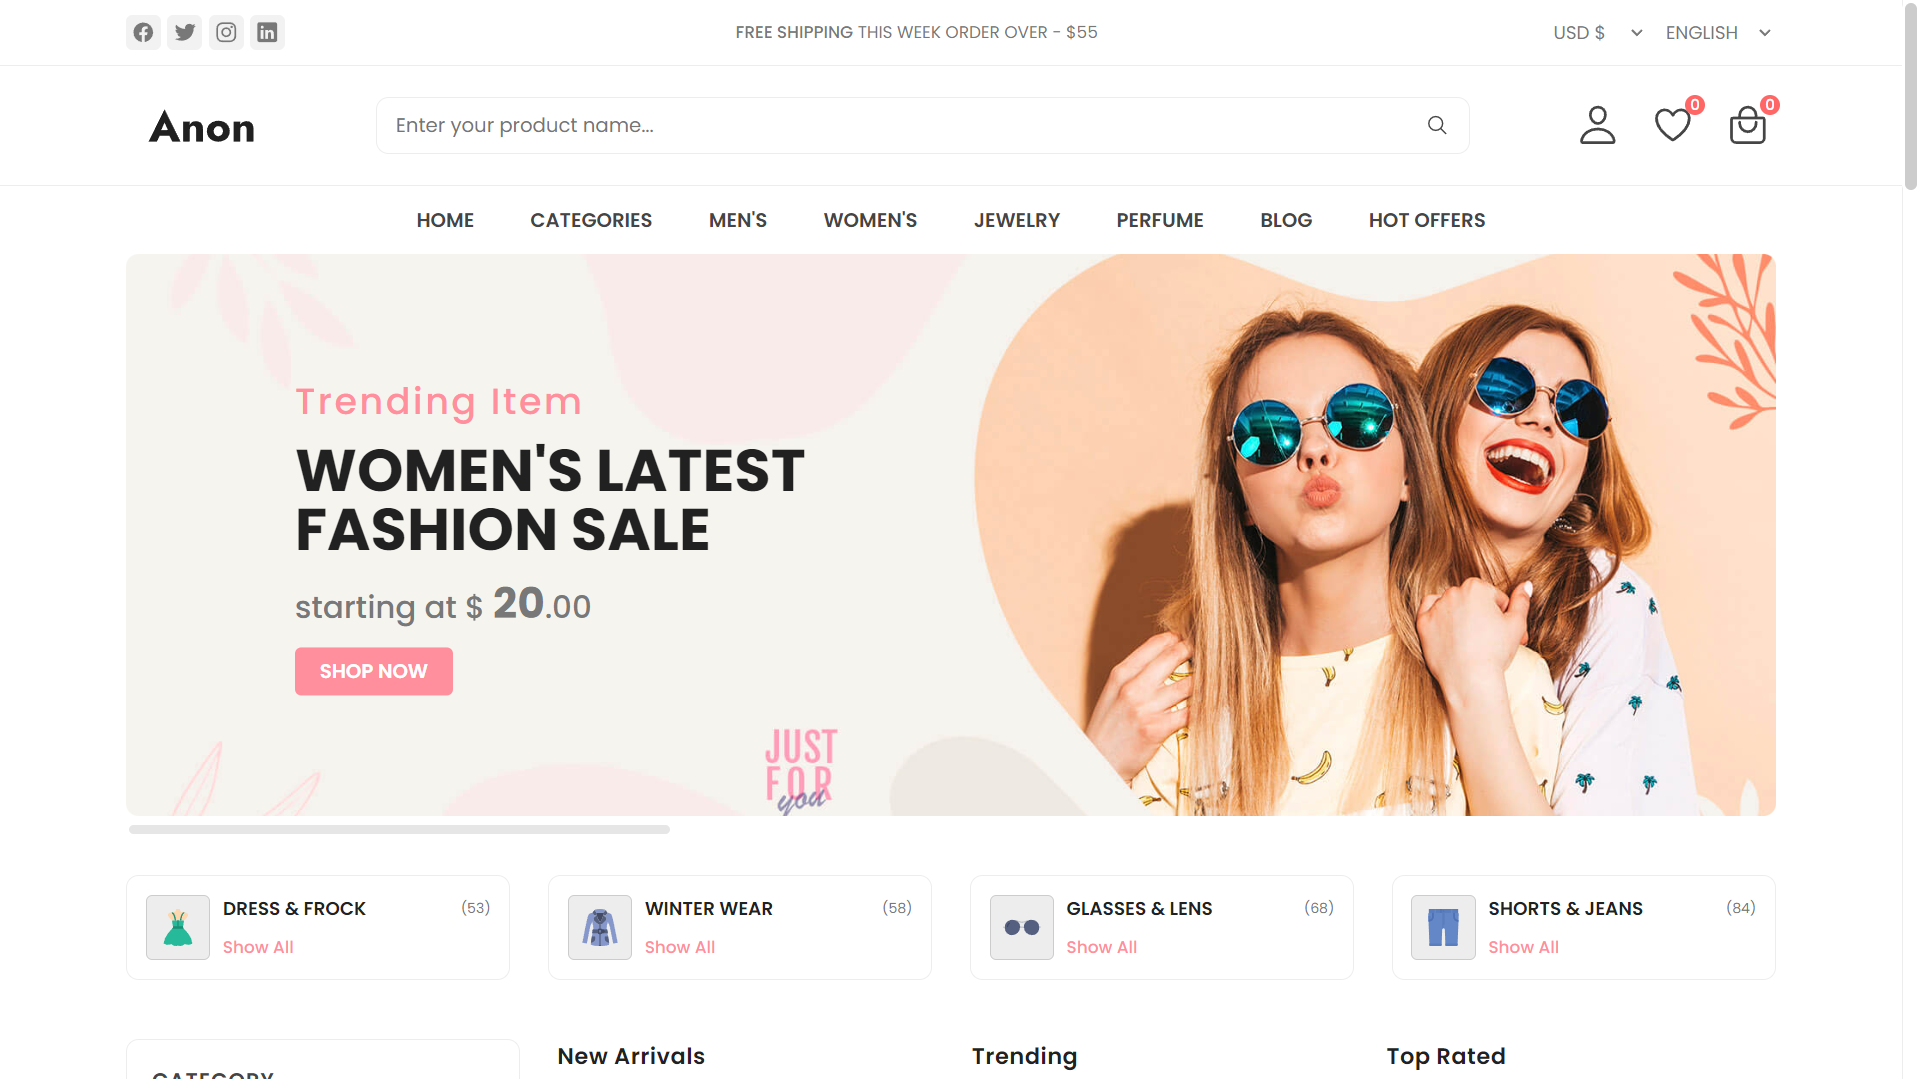 FREE SHIPPING THIS WEEK ORDER OVER - $55
USD $
ENGLISH
Anon
Enter your product name...
0
0
HOME
CATEGORIES
MEN'S
WOMEN'S
JEWELRY
PERFUME
BLOG
HOT OFFERS
Trending Item
WOMEN'S LATEST
FASHION SALE
starting at $ 20.00
SHOP NOW
JUST
FOR
you
DRESS & FROCK
(53)
Show All
WINTER WEAR
(58)
Show All
GLASSES & LENS
(68)
Show All
SHORTS & JEANS
(84)
Show All
CATEGORY
New Arrivals
Trending
Top Rated